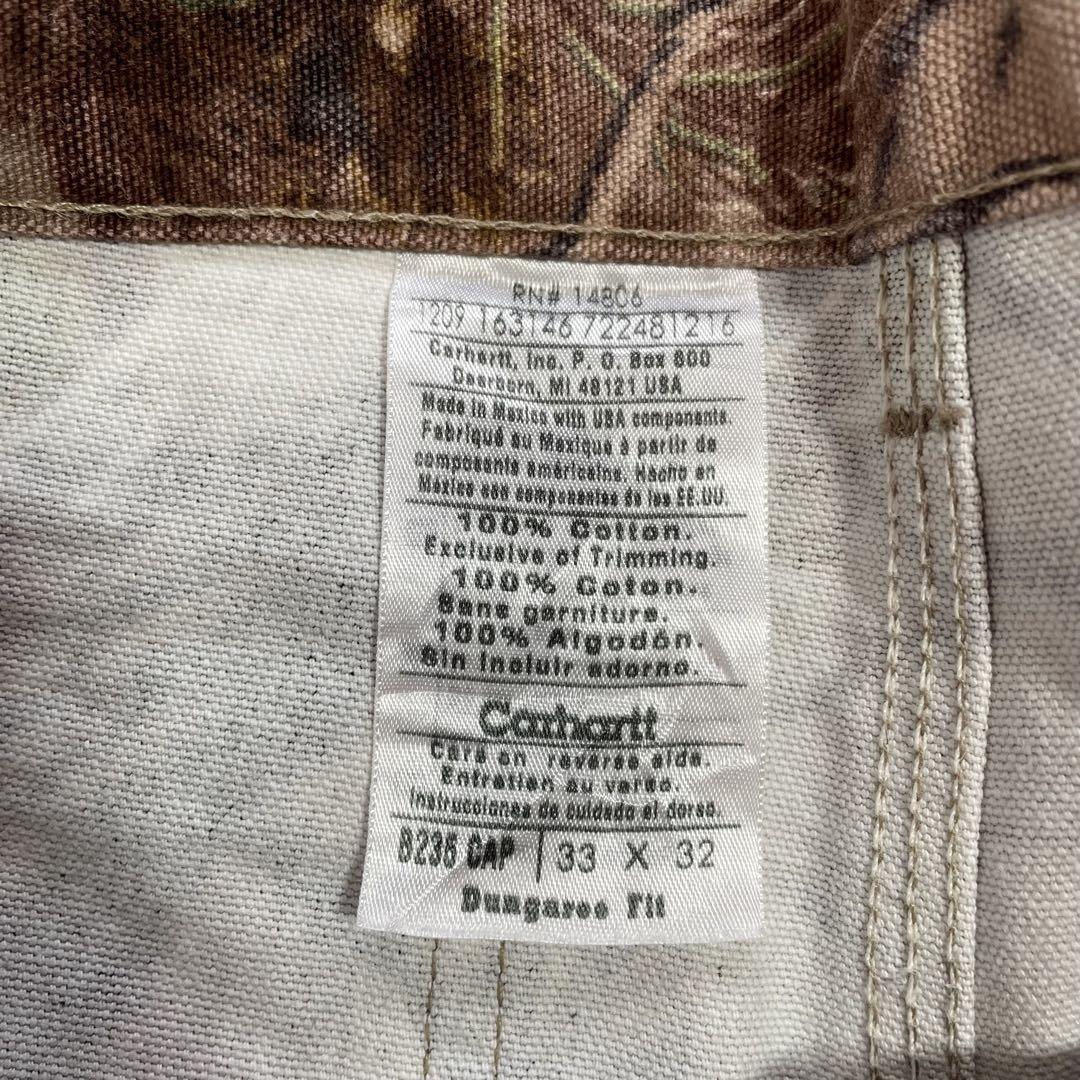 RN# 14806
1209 163146 722481216
Carhartt, Inc. P. O. Box 600
Dearborn, MI 48121 USA
Made in Mexico with USA components.
Fabriqué au Mexique à partir de
composants américains. Hecho en
Mexico con componentes de los EE.UU.
100% Cotton.
Exclusive of Trimming.
100% Coton.
Sans garniture.
100% Algodón.
Sin incluir adorno.
Carhartt
Care on reverse side.
Entretien au verso.
Instrucciones de cuidado al dorso.
B235 CAP 33 X 32
Dungaree Fit